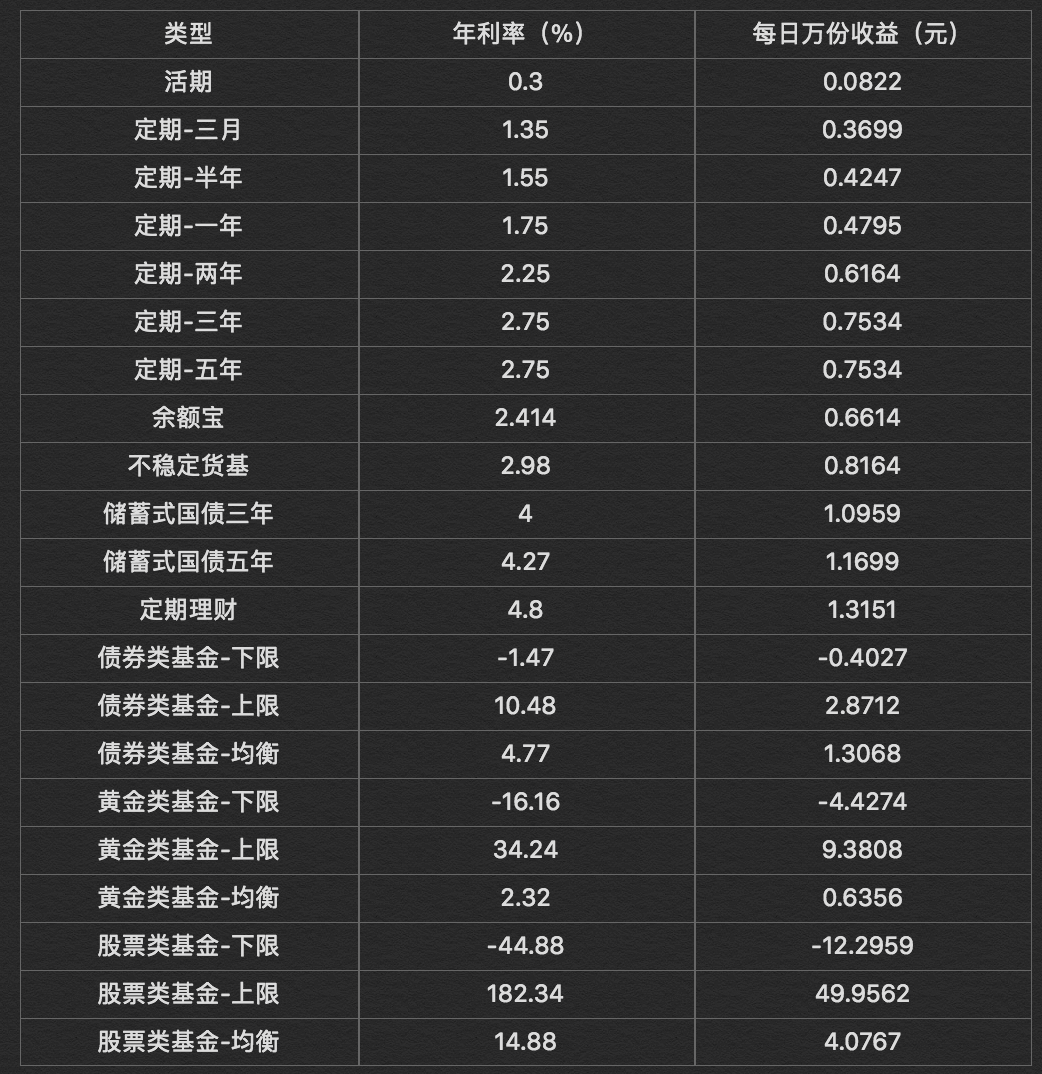 类型 年利率（%） 每日万份收益（元）
活期 0.3 0.0822
定期-三月 1.35 0.3699
定期-半年 1.55 0.4247
定期-一年 1.75 0.4795
定期-两年 2.25 0.6164
定期-三年 2.75 0.7534
定期-五年 2.75 0.7534
余额宝 2.414 0.6614
不稳定货基 2.98 0.8164
储蓄式国债三年 4 1.0959
储蓄式国债五年 4.27 1.1699
定期理财 4.8 1.3151
债券类基金-下限 -1.47 -0.4027
债券类基金-上限 10.48 2.8712
债券类基金-均衡 4.77 1.3068
黄金类基金-下限 -16.16 -4.4274
黄金类基金-上限 34.24 9.3808
黄金类基金-均衡 2.32 0.6356
股票类基金-下限 -44.88 -12.2959
股票类基金-上限 182.34 49.9562
股票类基金-均衡 14.88 4.0767